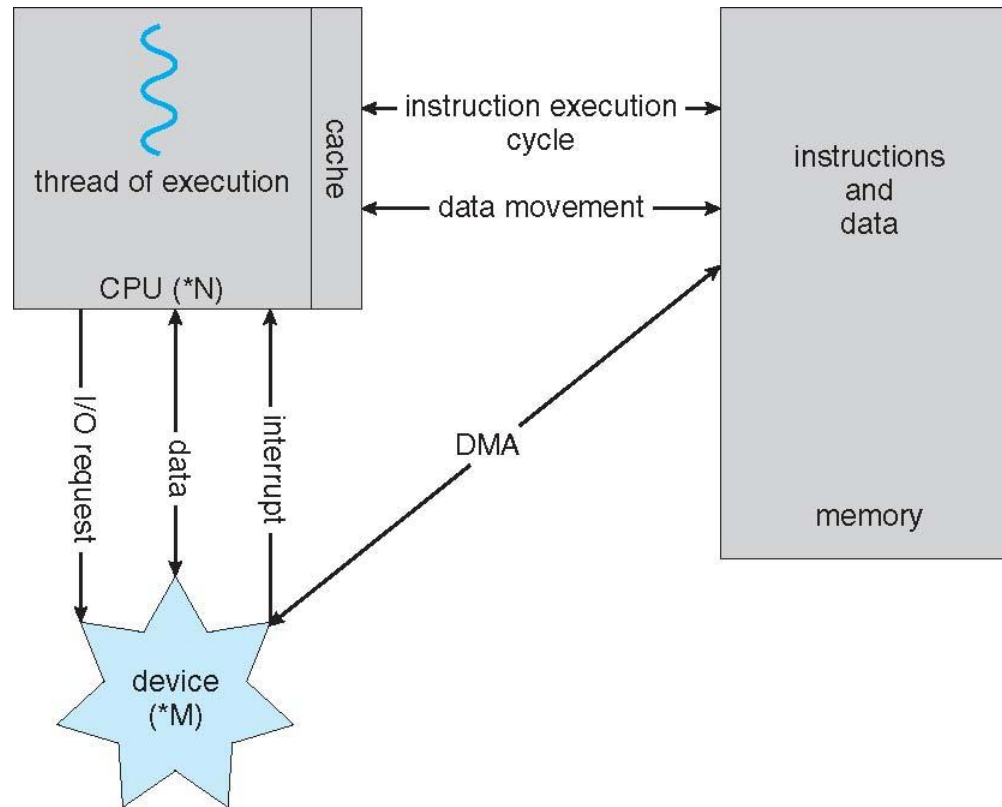 thread of execution
cache
CPU (*N)
instruction execution
cycle
data movement
instructions
and
data
memory
I/O request
data
interrupt
DMA
device
(*M)